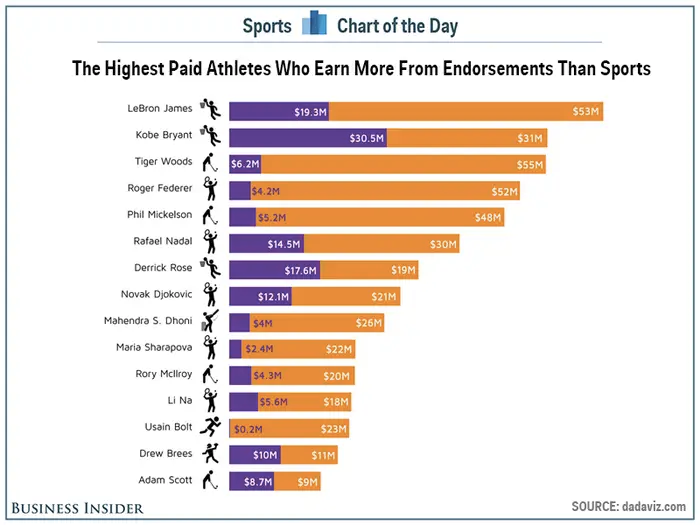 Sports Chart of the Day
The Highest Paid Athletes Who Earn More From Endorsements Than Sports
LeBron James $19.3M $53M
Kobe Bryant $30.5M $31M
Tiger Woods $6.2M $55M
Roger Federer $4.2M $52M
Phil Mickelson $5.2M $48M
Rafael Nadal $14.5M $30M
Derrick Rose $17.6M $19M
Novak Djokovic $12.1M $21M
Mahendra S. Dhoni $4M $26M
Maria Sharapova $2.4M $22M
Rory McIlroy $4.3M $20M
Li Na $5.6M $18M
Usain Bolt $0.2M $23M
Drew Brees $10M $11M
Adam Scott $8.7M $9M
BUSINESS INSIDER SOURCE: dadaviz.com